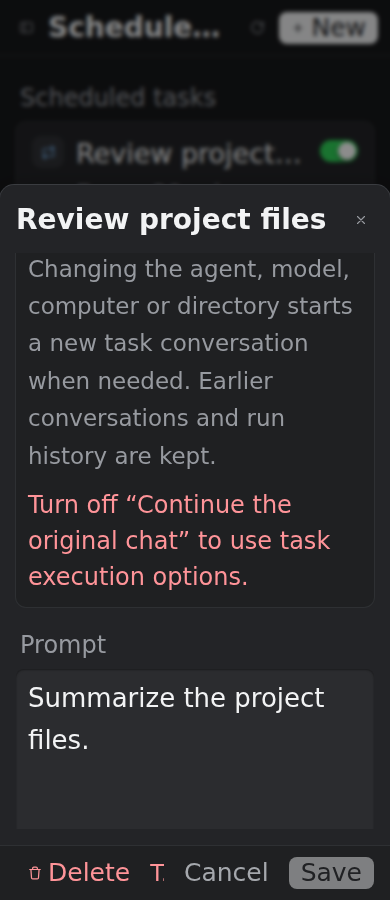 Schedule...
+ New
Scheduled tasks
Review project...
Review project files
Changing the agent, model,
computer or directory starts
a new task conversation
when needed. Earlier
conversations and run
history are kept.
Turn off “Continue the
original chat” to use task
execution options.
Prompt
Summarize the project
files.
Delete T. Cancel Save